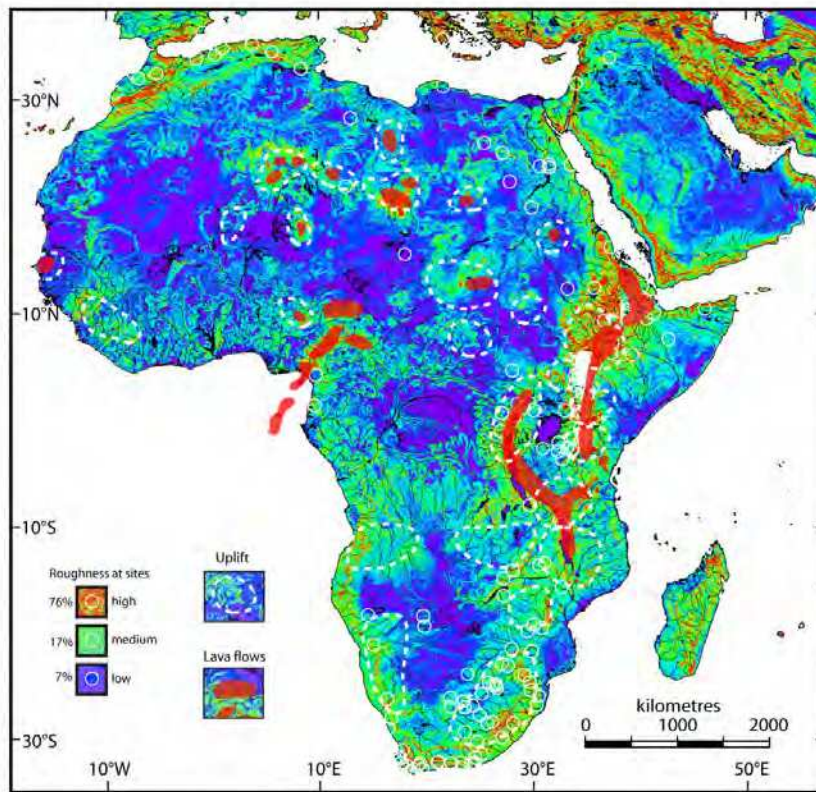 30°N
10°N
10°S
30°S
Roughness at sites
76% high
17% medium
7% low
Uplift
Lava flows
kilometres
0 1000 2000
10°W 10°E 30°E 50°E